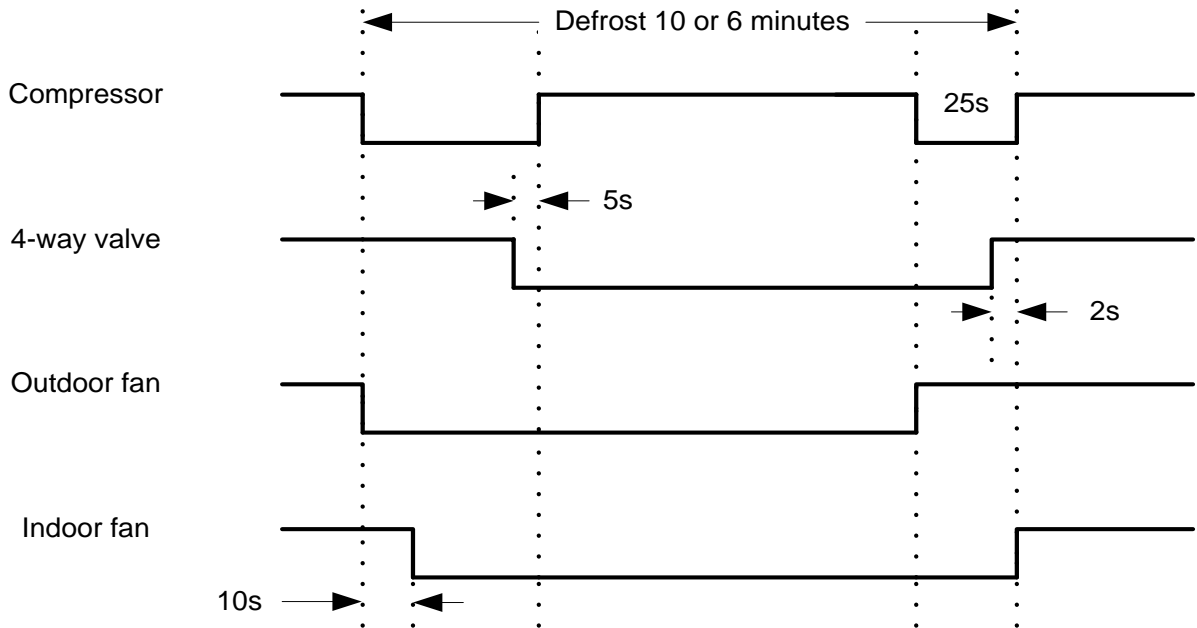 Defrost 10 or 6 minutes
Compressor
25s
5s
4-way valve
2s
Outdoor fan
Indoor fan
10s